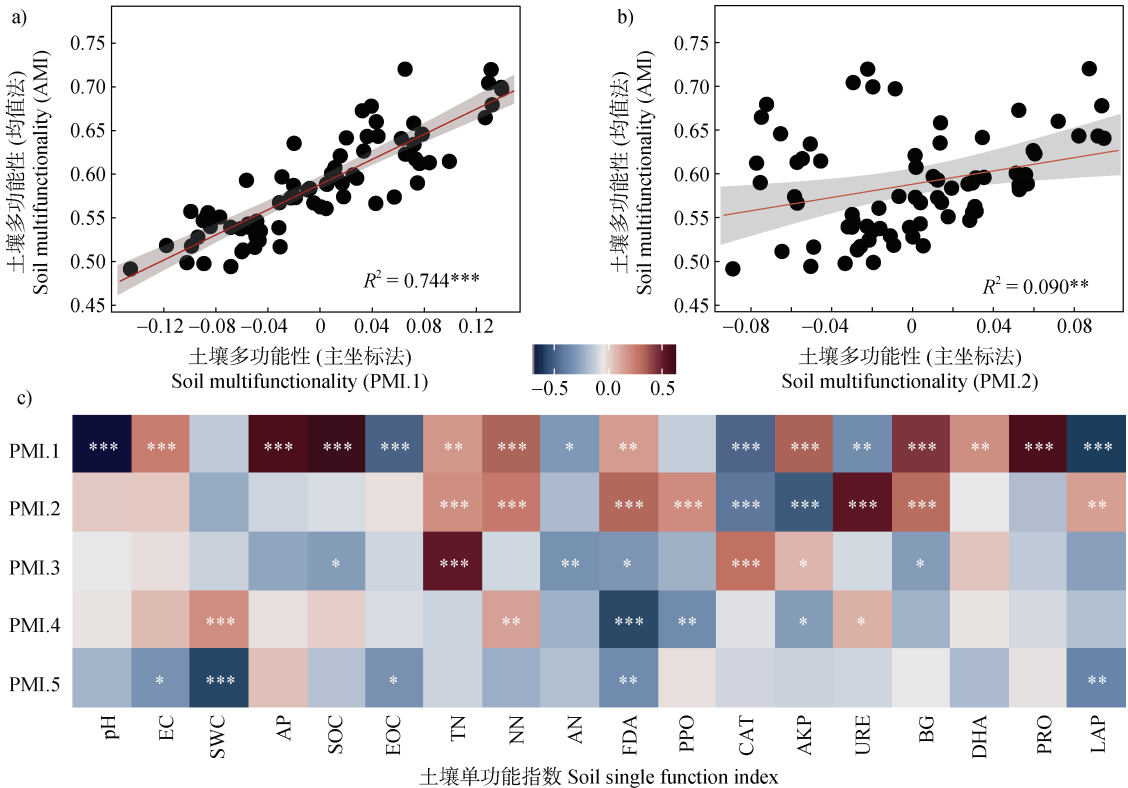 a)
土壤多功能性 (均值法)
Soil multifunctionality (AMI)
0.75
0.70
0.65
0.60
0.55
0.50
0.45
R² = 0.744***
−0.12 −0.08 −0.04 0 0.04 0.08 0.12
土壤多功能性 (主坐标法)
Soil multifunctionality (PMI.1)
b)
土壤多功能性 (均值法)
Soil multifunctionality (AMI)
0.75
0.70
0.65
0.60
0.55
0.50
0.45
R² = 0.090**
−0.08 −0.04 0 0.04 0.08
土壤多功能性 (主坐标法)
Soil multifunctionality (PMI.2)
−0.5 0.0 0.5
c)
PMI.1 *** *** *** *** *** ** *** * ** *** *** ** *** ** *** ***
PMI.2 *** *** *** *** *** *** *** *** **
PMI.3 * *** ** * *** * *
PMI.4 *** ** *** ** * *
PMI.5 * *** * ** **
pH EC SWC AP SOC EOC TN NN AN FDA PPO CAT AKP URE BG DHA PRO LAP
土壤单功能指数 Soil single function index